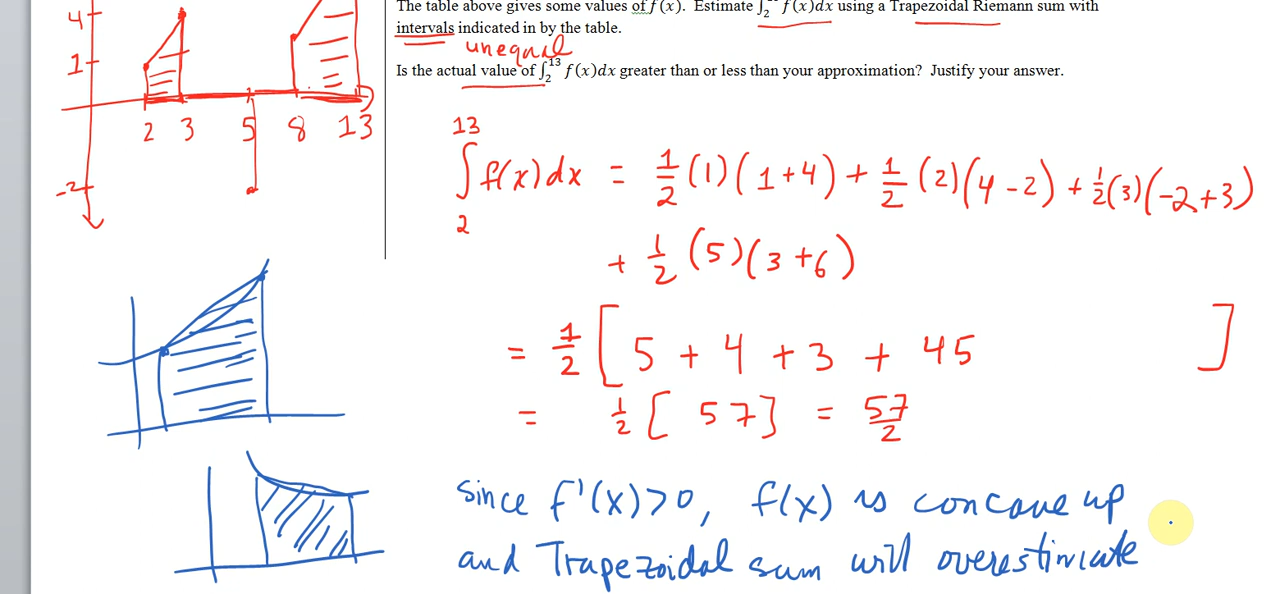 The table above gives some values of f(x). Estimate ∫₂ f(x)dx using a Trapezoidal Riemann sum with
intervals indicated in by the table.
unequal
Is the actual value of ∫₂¹³ f(x)dx greater than or less than your approximation? Justify your answer.
4
1
2 3 5 8 13
-2
∫₂¹³ f(x)dx = 1/2 (1)(1+4) + 1/2 (2)(4-2) + 1/2(3)(-2+3)
+ 1/2 (5)(3+6)
= 1/2 [ 5 + 4 + 3 + 45 ]
= 1/2 [ 57 ] = 57/2
Since f'(x)>0, f(x) is concave up
and Trapezoidal sum will overestimate